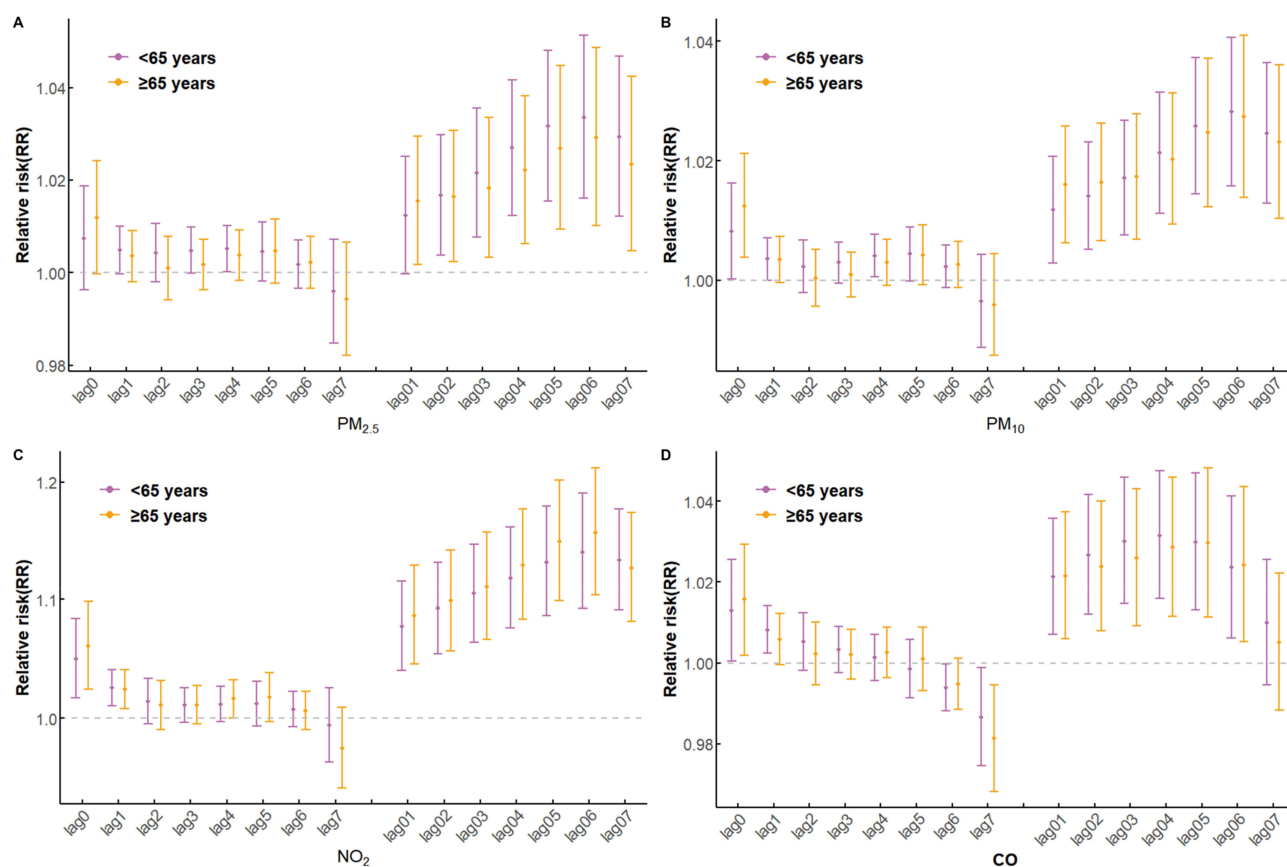 A
<65 years
≥65 years
Relative risk(RR)
1.04
1.02
1.00
0.98
lag0 lag1 lag2 lag3 lag4 lag5 lag6 lag7 lag01 lag02 lag03 lag04 lag05 lag06 lag07
PM2.5
B
<65 years
≥65 years
Relative risk(RR)
1.04
1.02
1.00
lag0 lag1 lag2 lag3 lag4 lag5 lag6 lag7 lag01 lag02 lag03 lag04 lag05 lag06 lag07
PM10
C
<65 years
≥65 years
Relative risk(RR)
1.2
1.1
1.0
lag0 lag1 lag2 lag3 lag4 lag5 lag6 lag7 lag01 lag02 lag03 lag04 lag05 lag06 lag07
NO2
D
<65 years
≥65 years
Relative risk(RR)
1.04
1.02
1.00
0.98
lag0 lag1 lag2 lag3 lag4 lag5 lag6 lag7 lag01 lag02 lag03 lag04 lag05 lag06 lag07
CO